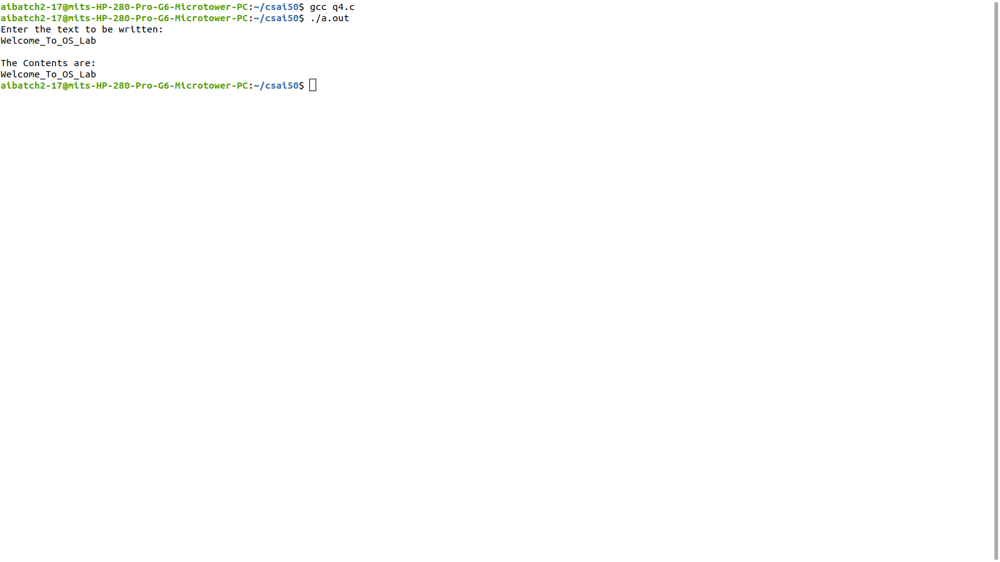 aibatch2-17@mits-HP-280-Pro-G6-Microtower-PC:~/csai50$ gcc q4.c
aibatch2-17@mits-HP-280-Pro-G6-Microtower-PC:~/csai50$ ./a.out
Enter the text to be written:
Welcome_To_OS_Lab
The Contents are:
Welcome_To_OS_Lab
aibatch2-17@mits-HP-280-Pro-G6-Microtower-PC:~/csai50$